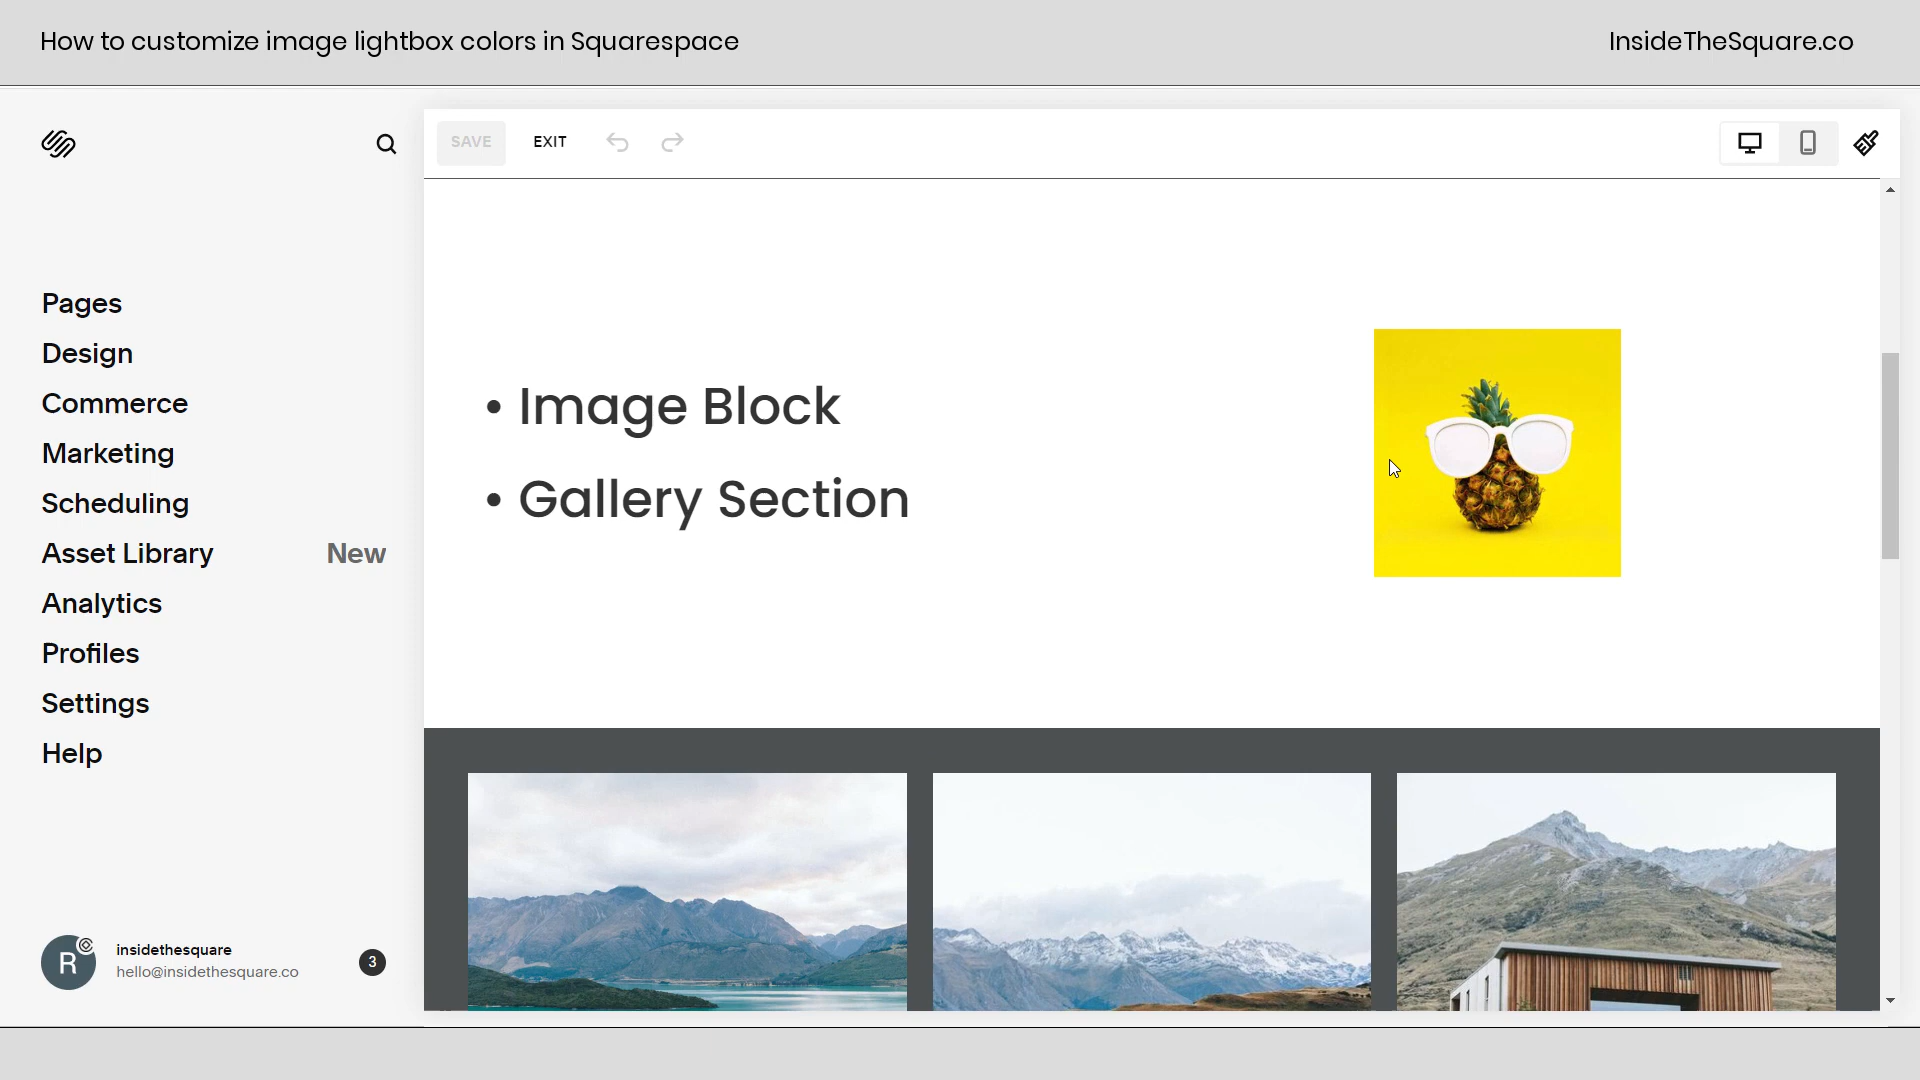 How to customize image lightbox colors in Squarespace
InsideTheSquare.co
SAVE
EXIT
Pages
Design
Commerce
Marketing
Scheduling
Asset Library
New
Analytics
Profiles
Settings
Help
• Image Block
• Gallery Section
R
insidethesquare
hello@insidethesquare.co
3